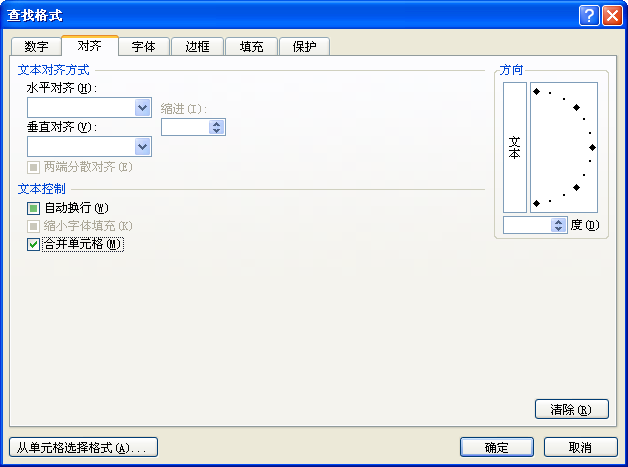 查找格式
数字 对齐 字体 边框 填充 保护
文本对齐方式
水平对齐(H):
缩进(I):
垂直对齐(V):
两端分散对齐(E)
文本控制
自动换行(W)
缩小字体填充(K)
合并单元格(M)
方向
文本
度(D)
清除(R)
从单元格选择格式(A)...
确定 取消